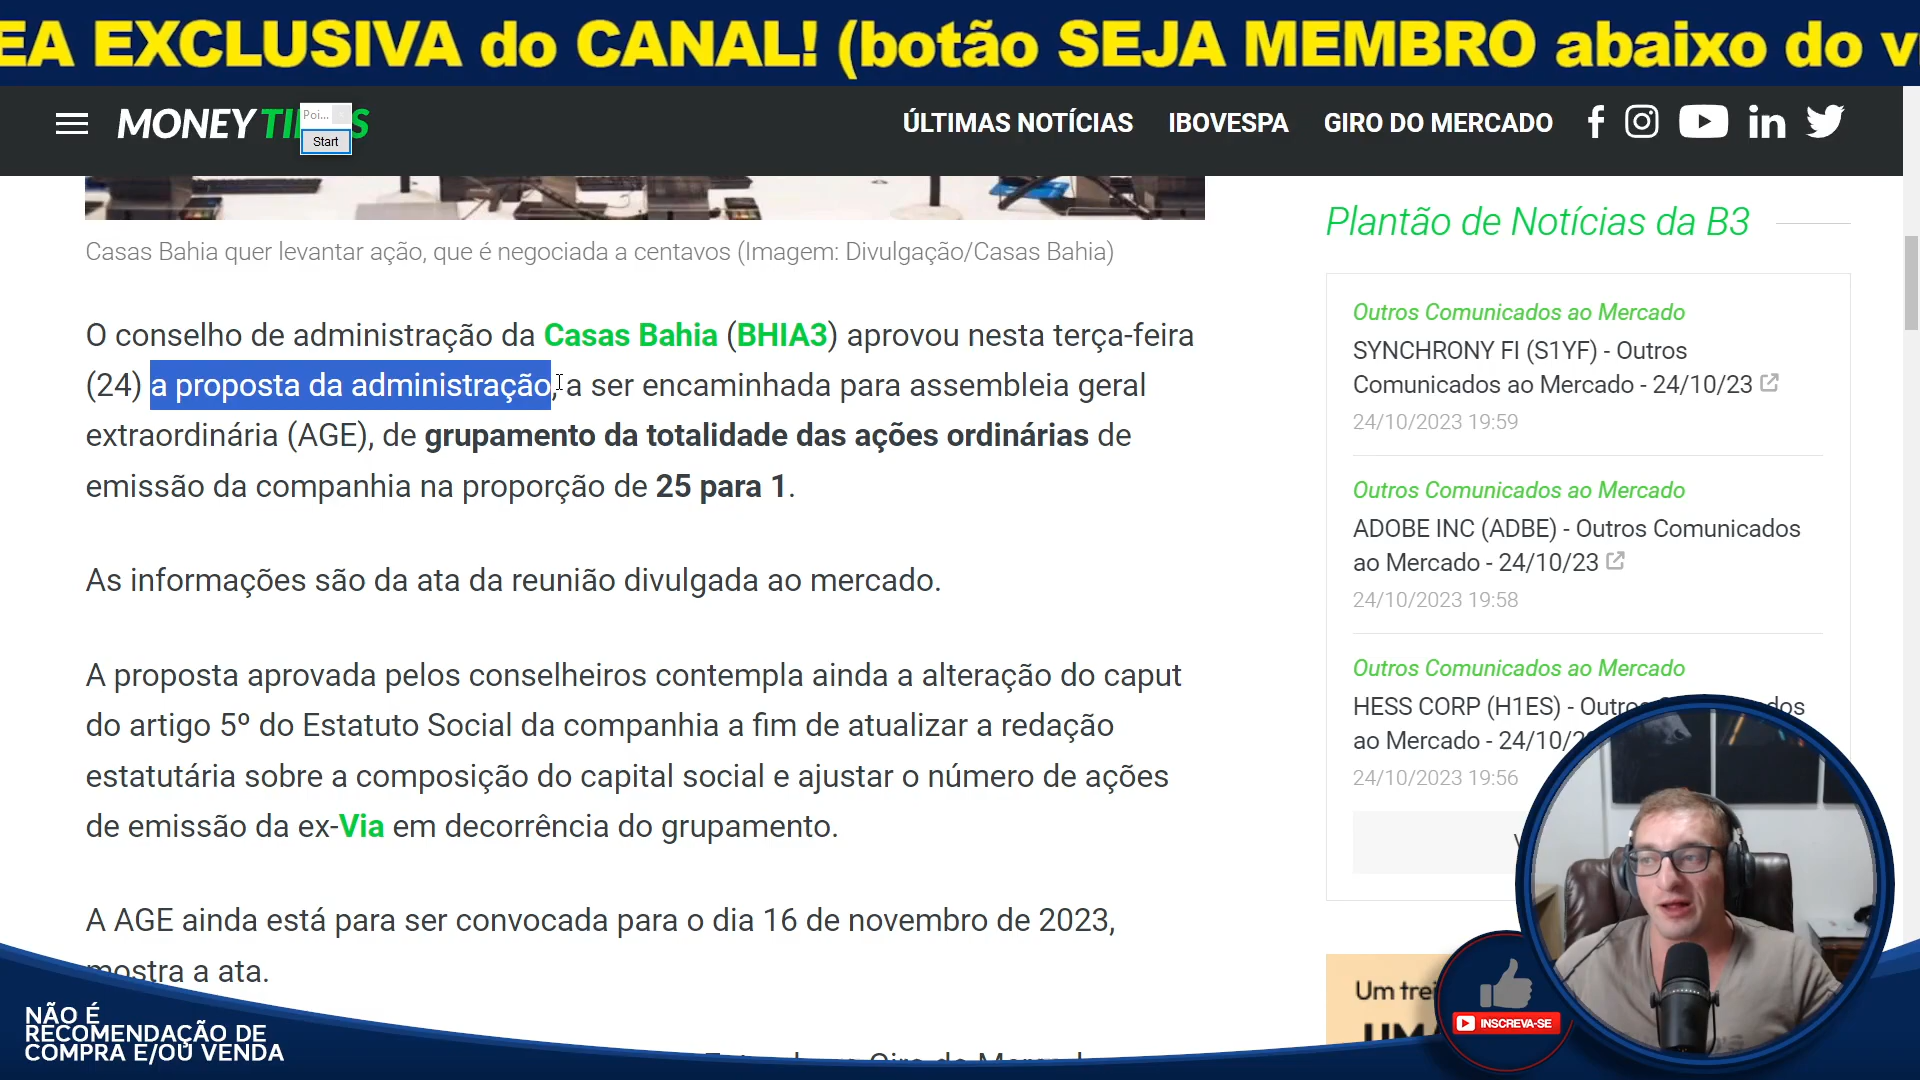 EA EXCLUSIVA do CANAL! (botão SEJA MEMBRO abaixo do v
MONEY TI S
Poi...
Start
ÚLTIMAS NOTÍCIAS IBOVESPA GIRO DO MERCADO
Casas Bahia quer levantar ação, que é negociada a centavos (Imagem: Divulgação/Casas Bahia)
O conselho de administração da Casas Bahia (BHIA3) aprovou nesta terça-feira
(24) a proposta da administração, a ser encaminhada para assembleia geral
extraordinária (AGE), de grupamento da totalidade das ações ordinárias de
emissão da companhia na proporção de 25 para 1.
As informações são da ata da reunião divulgada ao mercado.
A proposta aprovada pelos conselheiros contempla ainda a alteração do caput
do artigo 5º do Estatuto Social da companhia a fim de atualizar a redação
estatutária sobre a composição do capital social e ajustar o número de ações
de emissão da ex-Via em decorrência do grupamento.
A AGE ainda está para ser convocada para o dia 16 de novembro de 2023,
mostra a ata.
Plantão de Notícias da B3
Outros Comunicados ao Mercado
SYNCHRONY FI (S1YF) - Outros
Comunicados ao Mercado - 24/10/23
24/10/2023 19:59
Outros Comunicados ao Mercado
ADOBE INC (ADBE) - Outros Comunicados
ao Mercado - 24/10/23
24/10/2023 19:58
Outros Comunicados ao Mercado
HESS CORP (H1ES) - Outros
ao Mercado - 24/10/2
24/10/2023 19:56
Um trei
INSCREVA-SE
NÃO É
RECOMENDAÇÃO DE
COMPRA E/OU VENDA